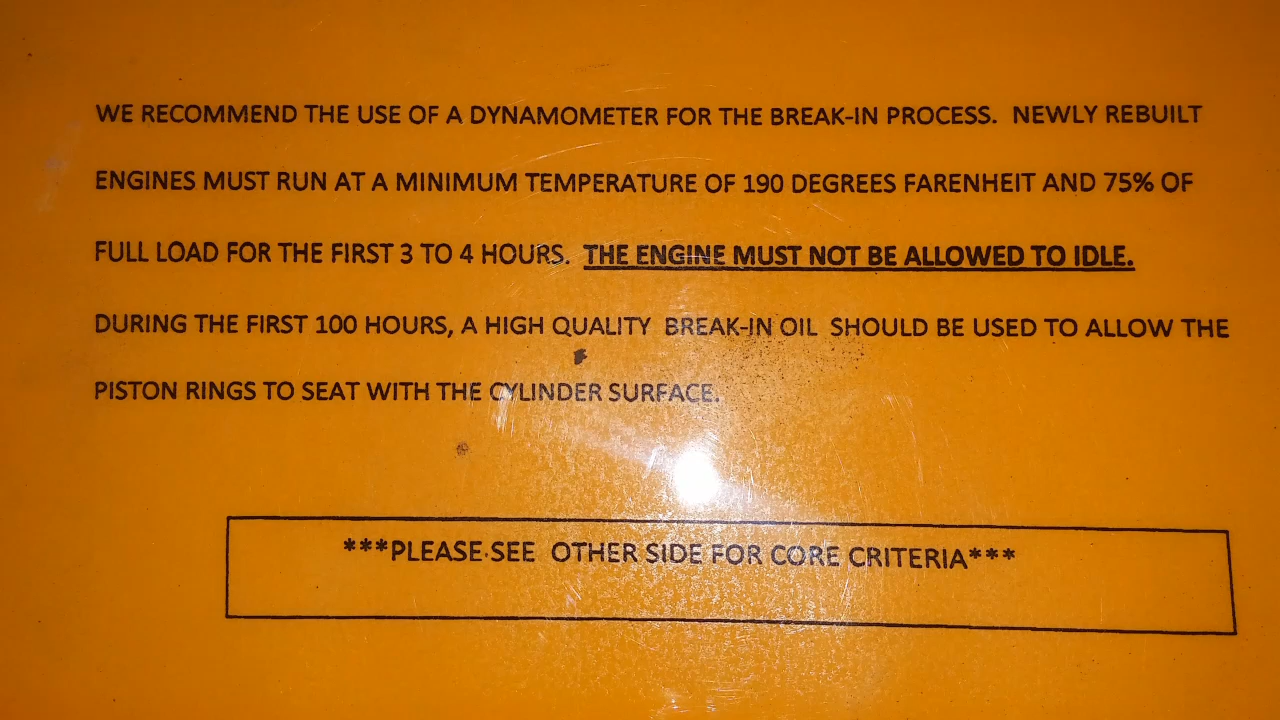 WE RECOMMEND THE USE OF A DYNAMOMETER FOR THE BREAK-IN PROCESS. NEWLY REBUILT
ENGINES MUST RUN AT A MINIMUM TEMPERATURE OF 190 DEGREES FARENHEIT AND 75% OF
FULL LOAD FOR THE FIRST 3 TO 4 HOURS. THE ENGINE MUST NOT BE ALLOWED TO IDLE.
DURING THE FIRST 100 HOURS, A HIGH QUALITY BREAK-IN OIL SHOULD BE USED TO ALLOW THE
PISTON RINGS TO SEAT WITH THE CYLINDER SURFACE.
***PLEASE SEE OTHER SIDE FOR CORE CRITERIA***